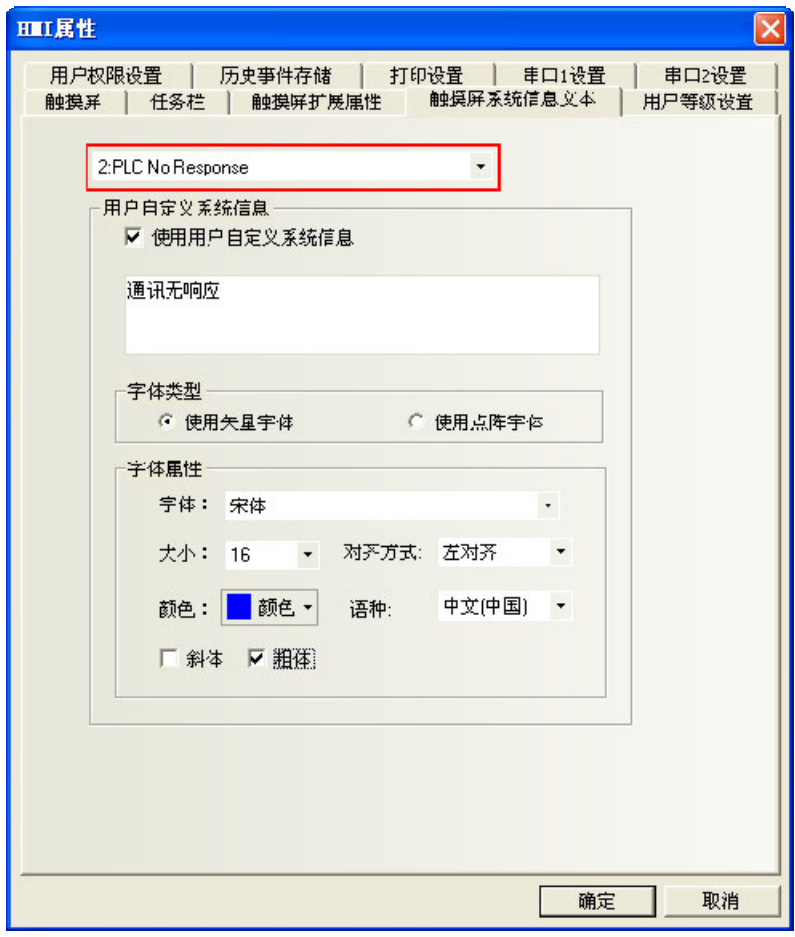 HMI属性
用户权限设置 历史事件存储 打印设置 串口1设置 串口2设置
触摸屏 任务栏 触摸屏扩展属性 触摸屏系统信息文本 用户等级设置
2:PLC No Response
用户自定义系统信息
使用用户自定义系统信息
通讯无响应
字体类型
使用矢量字体 使用点阵字体
字体属性
字体： 宋体
大小： 16 对齐方式: 左对齐
颜色： 颜色 语种: 中文(中国)
斜体 粗体
确定 取消